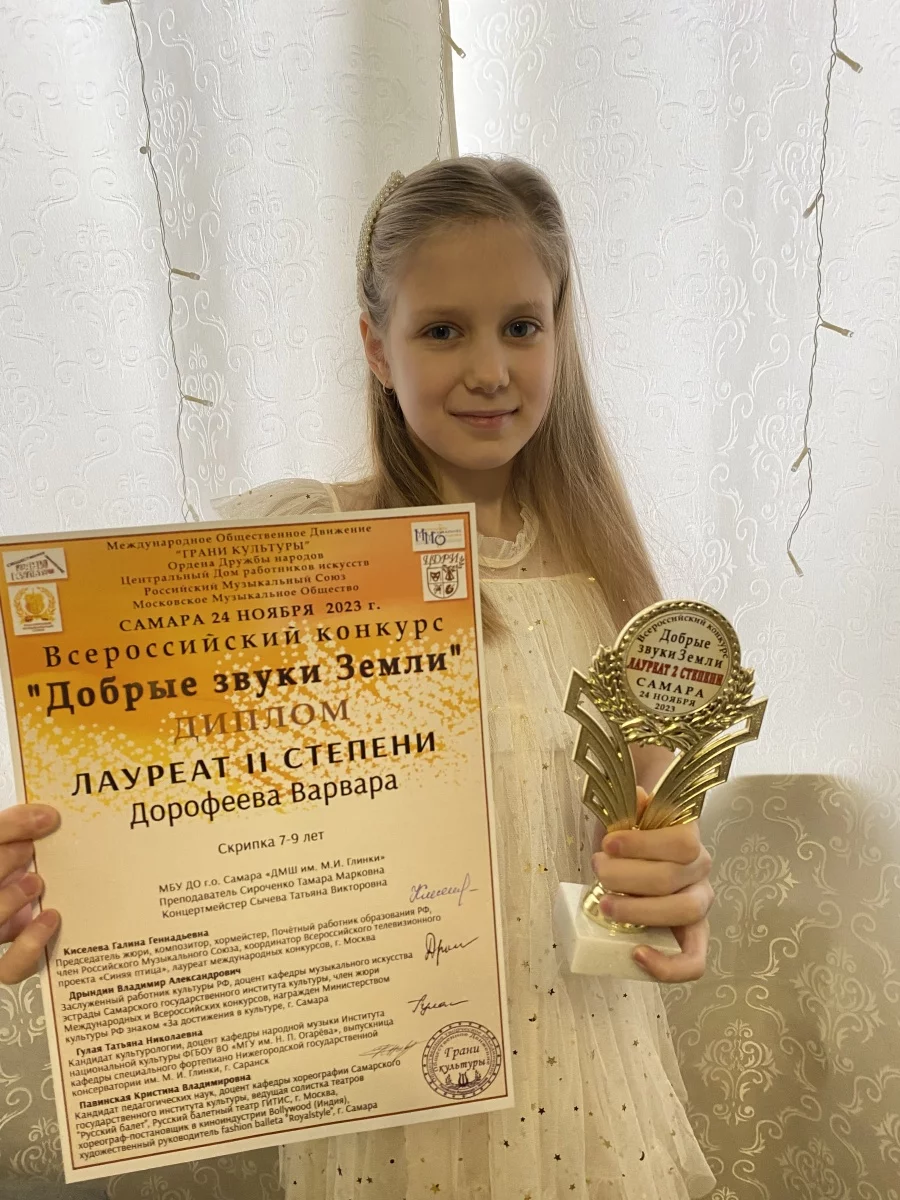 Международное Общественное Движение
"ГРАНИ КУЛЬТУРЫ"
Ордена Дружбы народов
Центральный Дом работников искусств
Российский Музыкальный Союз
Московское Музыкальное Общество
ММО
ЦДРИ
САМАРА 24 НОЯБРЯ 2023 г.
Всероссийский конкурс
"Добрые звуки Земли"
ДИПЛОМ
ЛАУРЕАТ II СТЕПЕНИ
Дорофеева Варвара
Скрипка 7-9 лет
МБУ ДО г.о. Самара «ДМШ им. М.И. Глинки»
Преподаватель Сироченко Тамара Марковна
Концертмейстер Сычева Татьяна Викторовна
Киселева Галина Геннадьевна
Председатель жюри, композитор, хормейстер, Почётный работник образования РФ,
член Российского Музыкального Союза, координатор Всероссийского телевизионного
проекта «Синяя птица», лауреат международных конкурсов, г. Москва
Дрындин Владимир Александрович
Заслуженный работник культуры РФ, доцент кафедры музыкального искусства
эстрады Самарского государственного института культуры, член жюри
Международных и Всероссийских конкурсов, награжден Министерством
культуры РФ знаком «За достижения в культуре, г. Самара
Гулая Татьяна Николаевна
Кандидат культурологии, доцент кафедры народной музыки Института
национальной культуры ФГБОУ ВО «МГУ им. Н. П. Огарёва», выпускница
кафедры специального фортепиано Нижегородской государственной
консерватории им. М. И. Глинки, г. Саранск
Павинская Кристина Владимировна
Кандидат педагогических наук, доцент кафедры хореографии Самарского
государственного института культуры, ведущая солистка театров
"Русский балет", Русский балетный театр ГИТИС, г. Москва,
хореограф-постановщик в киноиндустрии Bollywood (Индия),
художественный руководитель fashion balleta "Royalstyle", г. Самара
Грани
культуры
Всероссийский конкурс
Добрые
звуки Земли
ЛАУРЕАТ 2 СТЕПЕНИ
САМАРА
24 НОЯБРЯ
2023